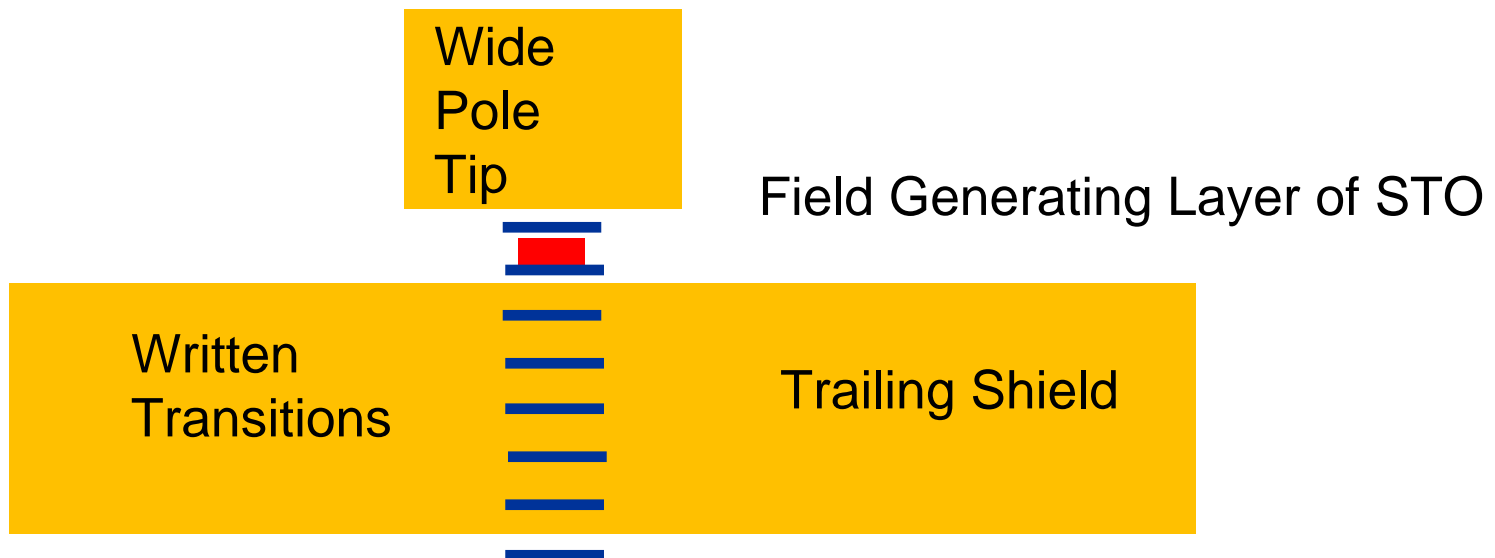 Wide
Pole
Tip
Field Generating Layer of STO
Written
Transitions
Trailing Shield